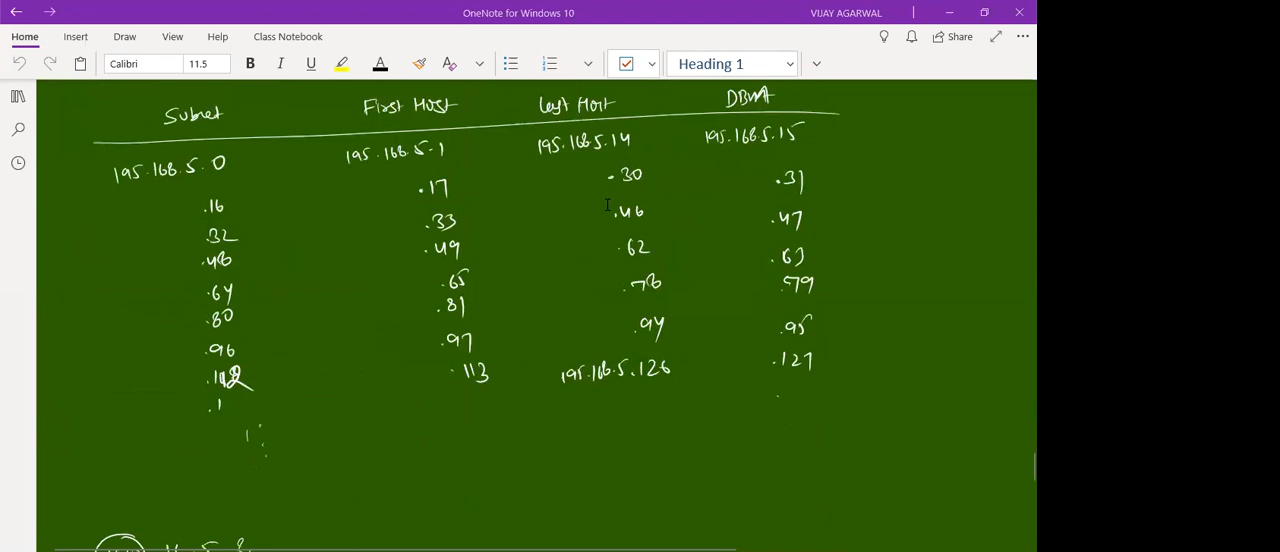 OneNote for Windows 10 VIJAY AGARWAL
Home Insert Draw View Help Class Notebook Share
Calibri 11.5 B I U A Heading 1
Subnet First Host Last Host DBA
195.168.5.0 195.168.5.1 195.168.5.14 195.168.5.15
.16 .17 .30 .31
.32 .33 .46 .47
.48 .49 .62 .63
.64 .65 .78 .79
.80 .81 .94 .95
.96 .97 195.168.5.126 .127
.112 .113
.1